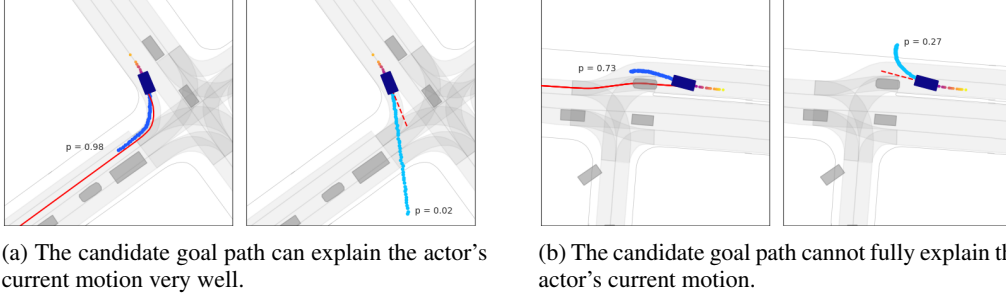 p = 0.98
p = 0.02
p = 0.73
p = 0.27
(a) The candidate goal path can explain the actor's
current motion very well.
(b) The candidate goal path cannot fully explain th
actor's current motion.